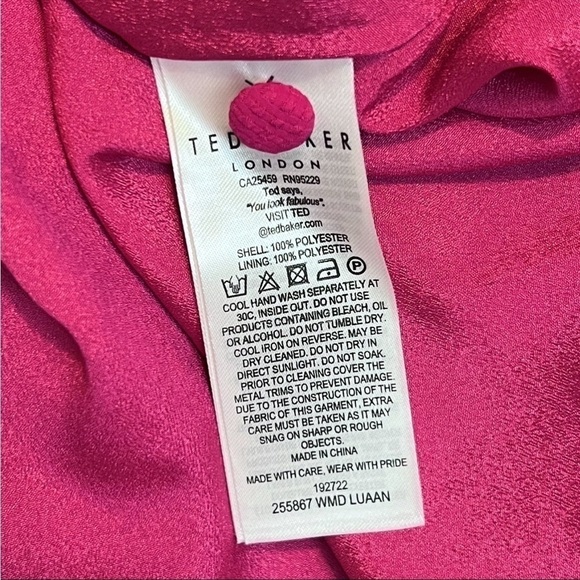 LONDON
CA25459 RN95229
Ted says,
"You look fabulous".
VISIT TED
@tedbaker.com
SHELL: 100% POLYESTER
LINING: 100% POLYESTER
P
COOL HAND WASH SEPARATELY AT
30C, INSIDE OUT. DO NOT USE
PRODUCTS CONTAINING BLEACH, OIL
OR ALCOHOL. DO NOT TUMBLE DRY.
COOL IRON ON REVERSE. MAY BE
DRY CLEANED. DO NOT DRY IN
DIRECT SUNLIGHT. DO NOT SOAK.
PRIOR TO CLEANING COVER THE
METAL TRIMS TO PREVENT DAMAGE.
DUE TO THE CONSTRUCTION OF THE
FABRIC OF THIS GARMENT, EXTRA
CARE MUST BE TAKEN AS IT MAY
SNAG ON SHARP OR ROUGH
OBJECTS.
MADE IN CHINA
MADE WITH CARE, WEAR WITH PRIDE
192722
255867 WMD LUAAN